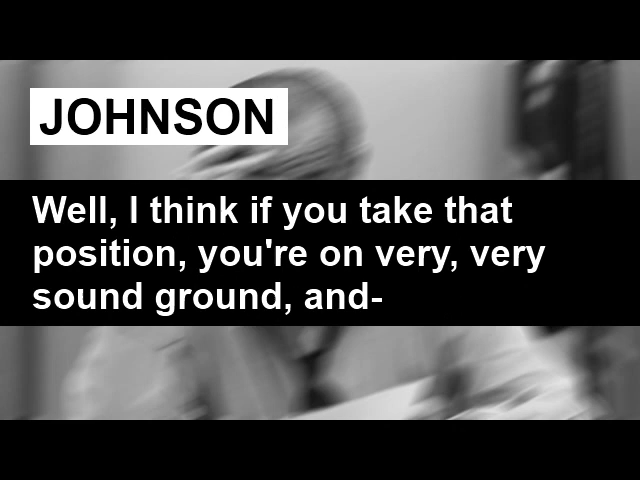 JOHNSON
Well, I think if you take that
position, you're on very, very
sound ground, and-